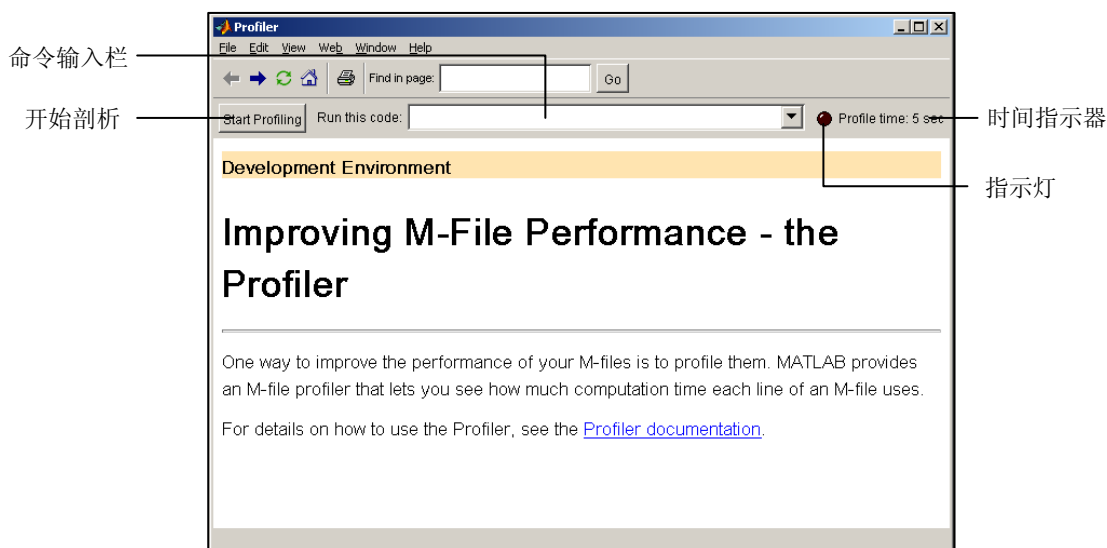 Profiler
File Edit View Web Window Help
命令输入栏
Find in page:
Go
开始剖析
Start Profiling
Run this code:
Profile time: 5 sec
时间指示器
指示灯
Development Environment
Improving M-File Performance - the
Profiler
One way to improve the performance of your M-files is to profile them. MATLAB provides
an M-file profiler that lets you see how much computation time each line of an M-file uses.
For details on how to use the Profiler, see the Profiler documentation.